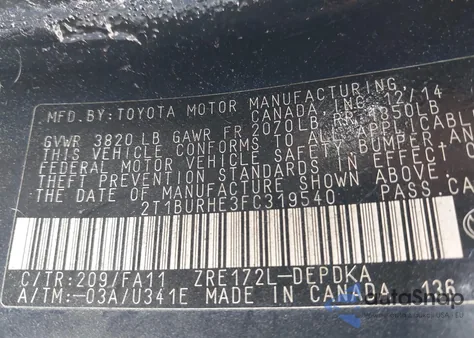 MFD. BY: TOYOTA MOTOR MANUFACTURING
CANADA, INC. 12/14
GVWR 3820 LB GAWR FR 2070LB RR 1850LB
THIS VEHICLE CONFORMS TO ALL APPLICABLE
FEDERAL MOTOR VEHICLE SAFETY BUMPER AND
THEFT PREVENTION STANDARDS IN EFFECT ON
THE DATE OF MANUFACTURE SHOWN ABOVE.
2T1BURHE3FC319540 PASS.CA
C/TR:209/FA11 ZRE172L-DEPDKA
A/TM:-03A/U341E MADE IN CANADA 136
AutoSnap